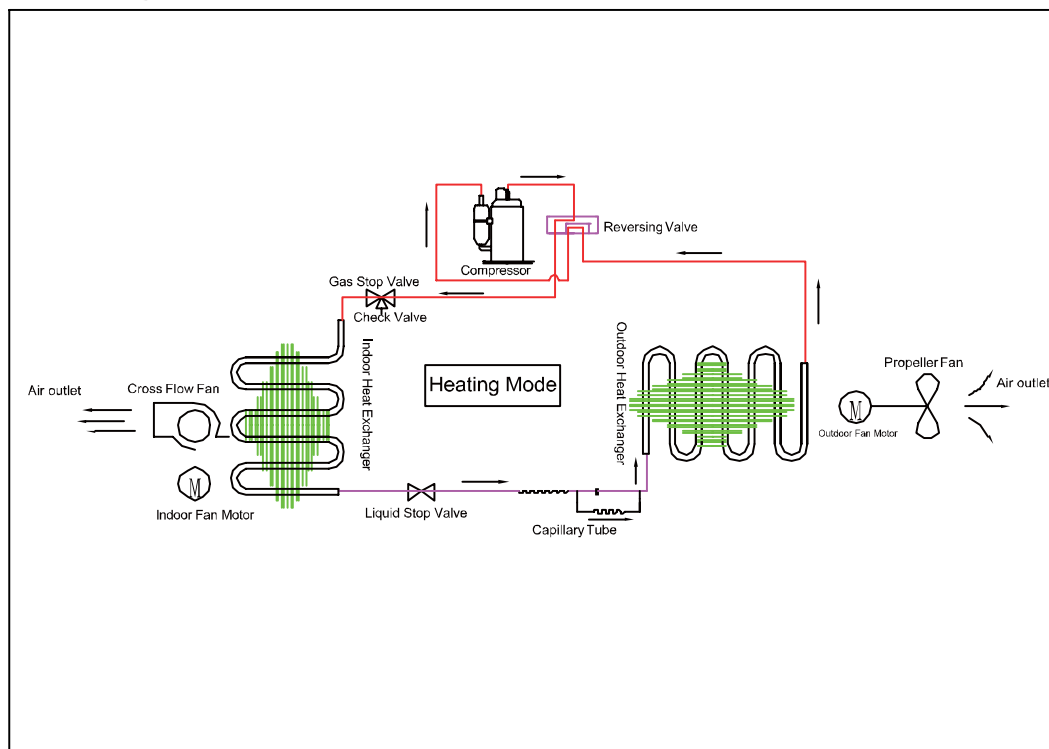 Reversing Valve
Compressor
Gas Stop Valve
Check Valve
Indoor Heat Exchanger
Outdoor Heat Exchanger
Heating Mode
Propeller Fan
Air outlet
Cross Flow Fan
Air outlet
M
Outdoor Fan Motor
M
Indoor Fan Motor
Liquid Stop Valve
Capillary Tube